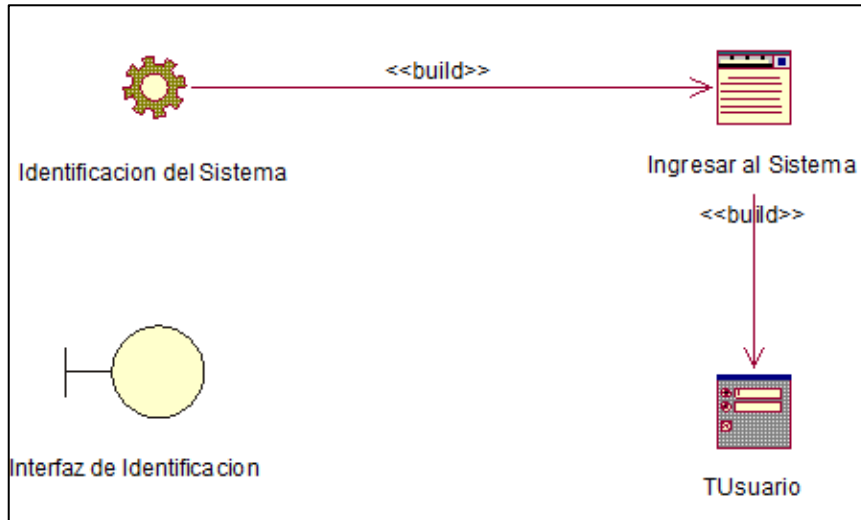 <<build>>
Identificacion del Sistema
Ingresar al Sistema
<<build>>
Interfaz de Identificacion
TUsuario